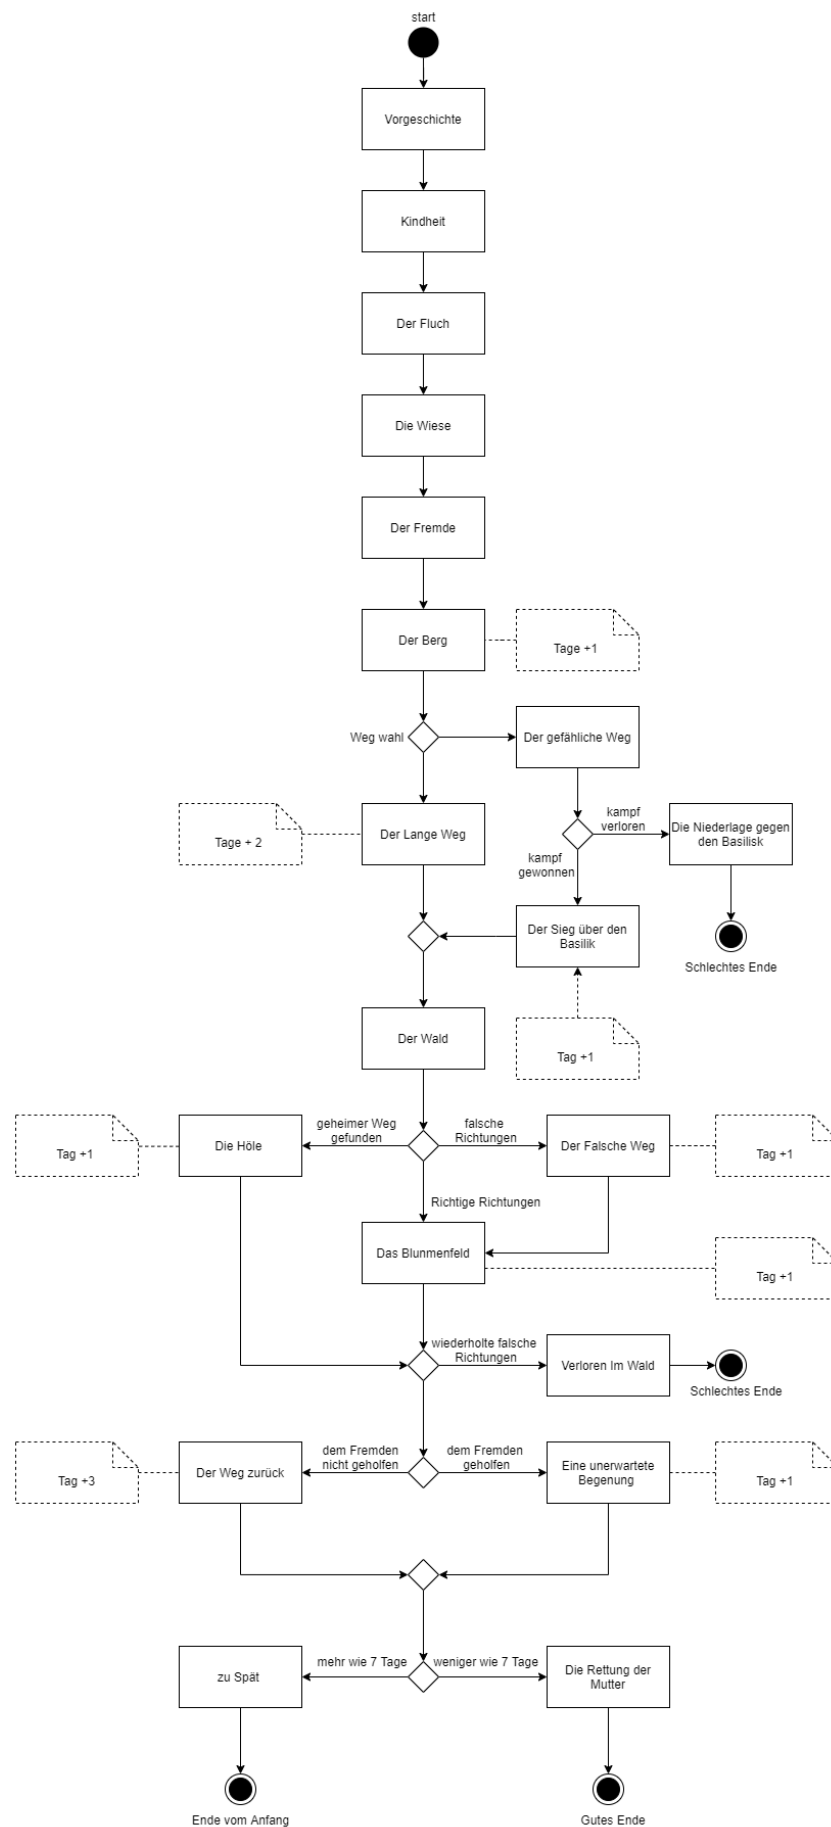 start
Vorgeschichte
Kindheit
Der Fluch
Die Wiese
Der Fremde
Der Berg
Tage +1
Weg wahl
Der gefähliche Weg
Tage + 2
Der Lange Weg
kampf
verloren
Die Niederlage gegen
den Basilisk
kampf
gewonnen
Der Sieg über den
Basilik
Schlechtes Ende
Der Wald
Tag +1
Tag +1
Die Höle
geheimer Weg
gefunden
falsche
Richtungen
Der Falsche Weg
Tag +1
Richtige Richtungen
Das Blunmenfeld
Tag +1
wiederholte falsche
Richtungen
Verloren Im Wald
Schlechtes Ende
Tag +3
Der Weg zurück
dem Fremden
nicht geholfen
dem Fremden
geholfen
Eine unerwartete
Begenung
Tag +1
zu Spät
mehr wie 7 Tage
weniger wie 7 Tage
Die Rettung der
Mutter
Ende vom Anfang
Gutes Ende